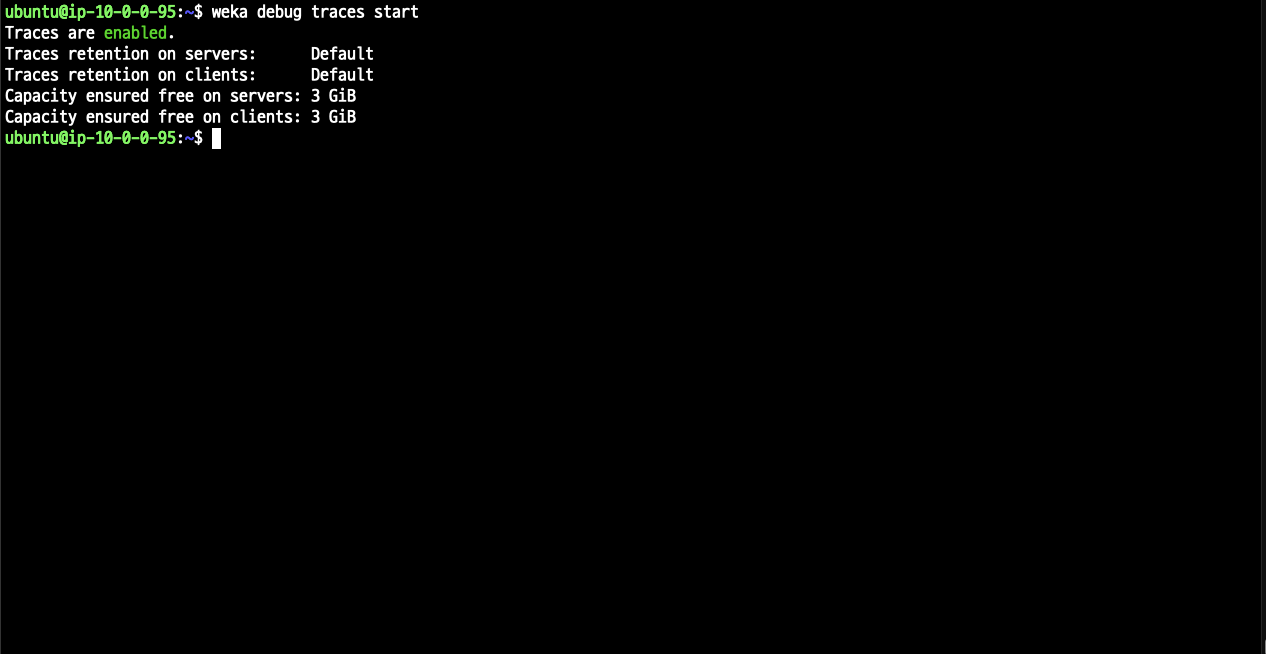 ubuntu@ip-10-0-0-95:~$ weka debug traces start
Traces are enabled.
Traces retention on servers:      Default
Traces retention on clients:      Default
Capacity ensured free on servers: 3 GiB
Capacity ensured free on clients: 3 GiB
ubuntu@ip-10-0-0-95:~$